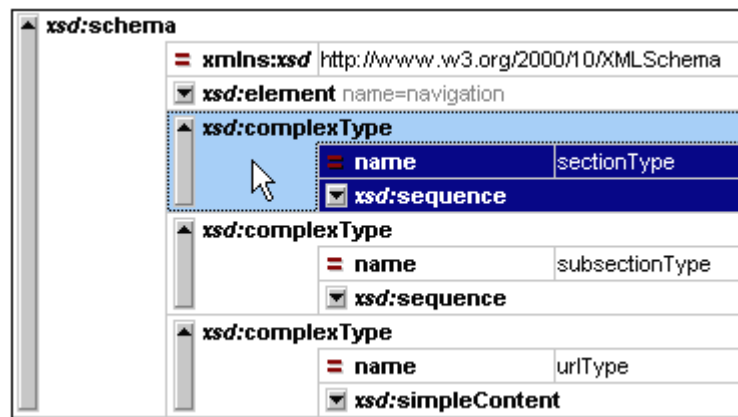 xsd:schema
= xmlns:xsd http://www.w3.org/2000/10/XMLSchema
xsd:element name=navigation
xsd:complexType
= name sectionType
xsd:sequence
xsd:complexType
= name subsectionType
xsd:sequence
xsd:complexType
= name urlType
xsd:simpleContent